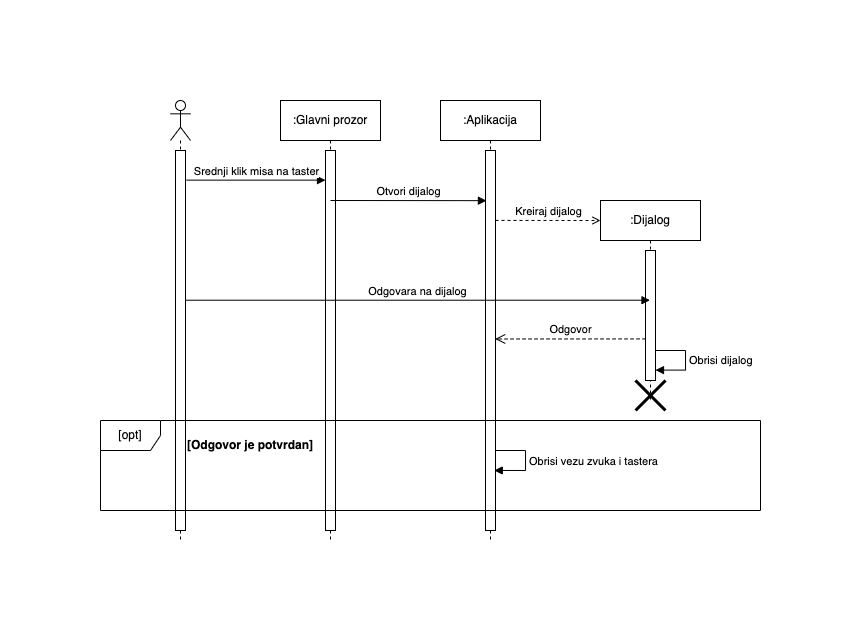 :Glavni prozor
:Aplikacija
Srednji klik misa na taster
Otvori dijalog
Kreiraj dijalog
:Dijalog
Odgovara na dijalog
Odgovor
Obrisi dijalog
[opt]
[Odgovor je potvrdan]
Obrisi vezu zvuka i tastera